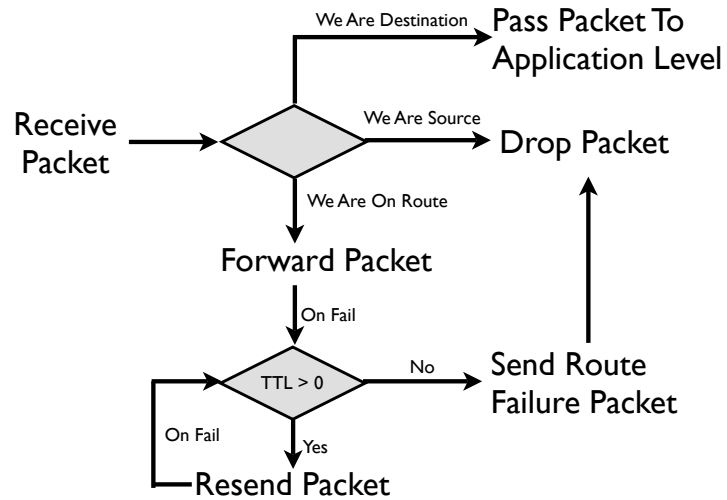 We Are Destination
Pass Packet To
Application Level
Receive
Packet
We Are Source
Drop Packet
We Are On Route
Forward Packet
On Fail
TTL > 0
No
Send Route
Failure Packet
On Fail
Yes
Resend Packet